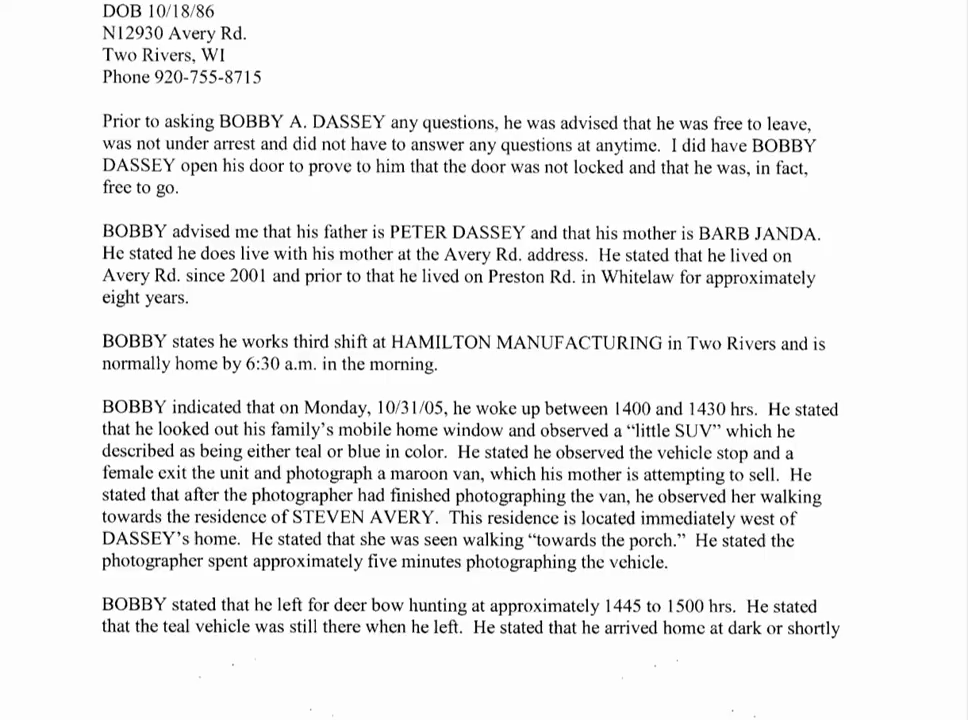 DOB 10/18/86
N12930 Avery Rd.
Two Rivers, WI
Phone 920-755-8715
Prior to asking BOBBY A. DASSEY any questions, he was advised that he was free to leave,
was not under arrest and did not have to answer any questions at anytime. I did have BOBBY
DASSEY open his door to prove to him that the door was not locked and that he was, in fact,
free to go.
BOBBY advised me that his father is PETER DASSEY and that his mother is BARB JANDA.
He stated he does live with his mother at the Avery Rd. address. He stated that he lived on
Avery Rd. since 2001 and prior to that he lived on Preston Rd. in Whitelaw for approximately
eight years.
BOBBY states he works third shift at HAMILTON MANUFACTURING in Two Rivers and is
normally home by 6:30 a.m. in the morning.
BOBBY indicated that on Monday, 10/31/05, he woke up between 1400 and 1430 hrs. He stated
that he looked out his family's mobile home window and observed a “little SUV” which he
described as being either teal or blue in color. He stated he observed the vehicle stop and a
female exit the unit and photograph a maroon van, which his mother is attempting to sell. He
stated that after the photographer had finished photographing the van, he observed her walking
towards the residence of STEVEN AVERY. This residence is located immediately west of
DASSEY's home. He stated that she was seen walking “towards the porch.” He stated the
photographer spent approximately five minutes photographing the vehicle.
BOBBY stated that he left for deer bow hunting at approximately 1445 to 1500 hrs. He stated
that the teal vehicle was still there when he left. He stated that he arrived home at dark or shortly